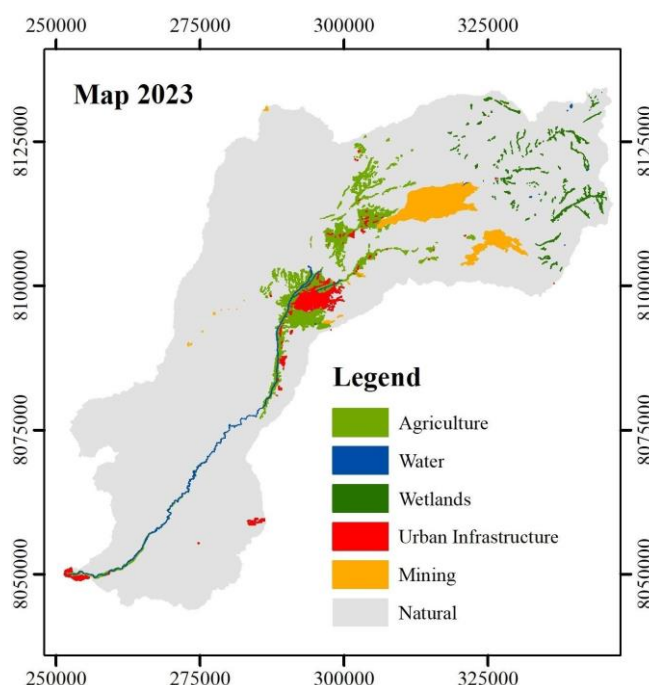 250000 275000 300000 325000
Map 2023
8125000 8125000
8100000 8100000
Legend
Agriculture
8075000 8075000
Water
Wetlands
Urban Infrastructure
8050000 8050000
Mining
Natural
250000 275000 300000 325000